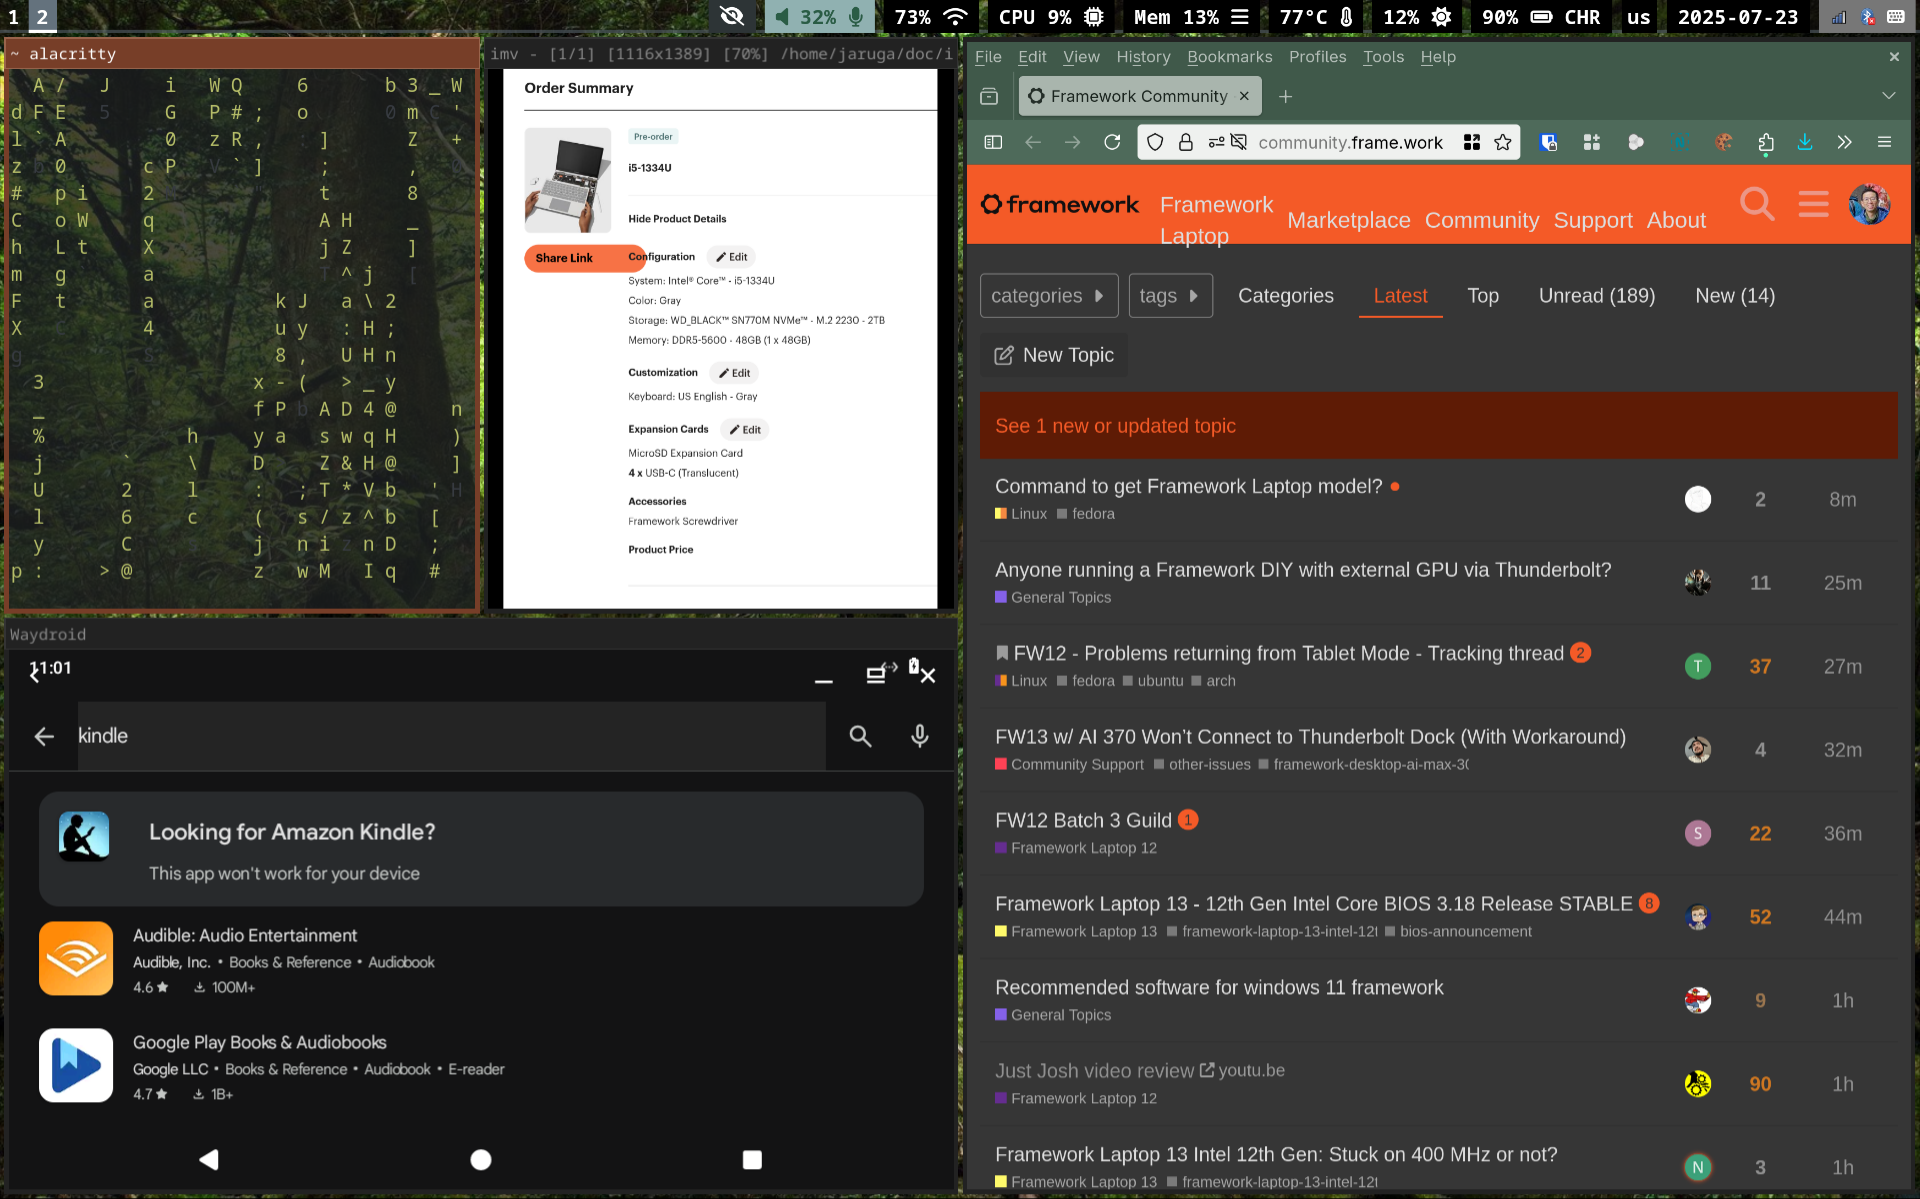 1 2 32% 73% CPU 9% Mem 13% 77°C 12% 90% CHR us 2025-07-23
~ alacritty
A / J i W Q 6 b 3 _ W
d F E 5 G P # ; o 0 m C '
l ` A 0 z R , ] Z +
z 0 c P V ` ] ; ,
# p i 2 t 8
C o W q A H _
h L t X j Z ]
m g a ^ j [
F t a k J a \ 2
X 4 u y : H ;
g 8 , U H n
3 x - ( > _ y
_ f P A D 4 @ n
% h y a s w q H )
j ` \ D Z & H @ ]
U 2 l : ; T * V b ' H
l 6 c ( s / z ^ b [
y C j n i n D ;
p : > @ z w M I q #
imv - [1/1] [1116x1389] [70%] /home/jaruga/doc/i
Order Summary
Pre-order
i5-1334U
Hide Product Details
Share Link
Configuration Edit
System: Intel® Core™ - i5-1334U
Color: Gray
Storage: WD_BLACK™ SN770M NVMe™ - M.2 2230 - 2TB
Memory: DDR5-5600 - 48GB (1 x 48GB)
Customization Edit
Keyboard: US English - Gray
Expansion Cards Edit
MicroSD Expansion Card
4 x USB-C (Translucent)
Accessories
Framework Screwdriver
Product Price
Waydroid
11:01
kindle
Looking for Amazon Kindle?
This app won't work for your device
Audible: Audio Entertainment
Audible, Inc. • Books & Reference • Audiobook
4.6 ★ 100M+
Google Play Books & Audiobooks
Google LLC • Books & Reference • Audiobook • E-reader
4.7 ★ 1B+
File Edit View History Bookmarks Profiles Tools Help
Framework Community
community.frame.work
framework Framework Laptop Marketplace Community Support About
categories tags Categories Latest Top Unread (189) New (14)
New Topic
See 1 new or updated topic
Command to get Framework Laptop model? 2 8m
Linux fedora
Anyone running a Framework DIY with external GPU via Thunderbolt? 11 25m
General Topics
FW12 - Problems returning from Tablet Mode - Tracking thread 2 T 37 27m
Linux fedora ubuntu arch
FW13 w/ AI 370 Won’t Connect to Thunderbolt Dock (With Workaround) 4 32m
Community Support other-issues framework-desktop-ai-max-30
FW12 Batch 3 Guild 1 S 22 36m
Framework Laptop 12
Framework Laptop 13 - 12th Gen Intel Core BIOS 3.18 Release STABLE 8 52 44m
Framework Laptop 13 framework-laptop-13-intel-12t bios-announcement
Recommended software for windows 11 framework 9 1h
General Topics
Just Josh video review youtu.be 90 1h
Framework Laptop 12
Framework Laptop 13 Intel 12th Gen: Stuck on 400 MHz or not? N 3 1h
Framework Laptop 13 framework-laptop-13-intel-12t